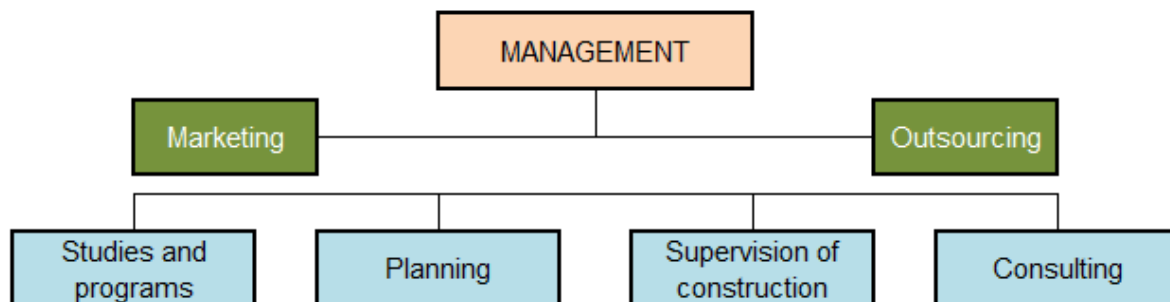 MANAGEMENT
Marketing
Outsourcing
Studies and
programs
Planning
Supervision of
construction
Consulting